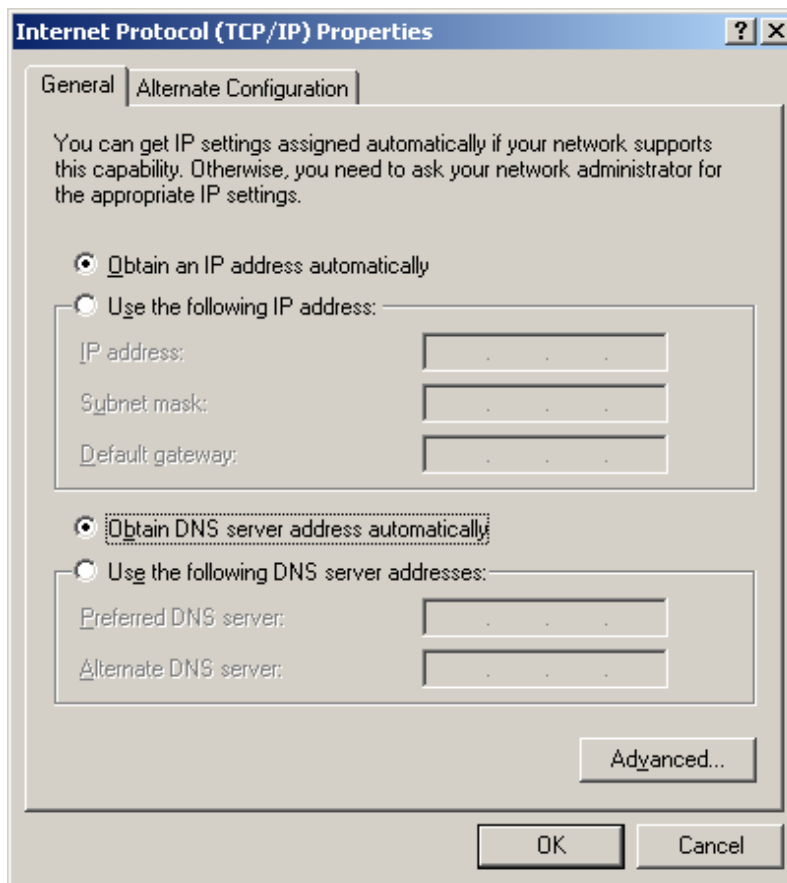 Internet Protocol (TCP/IP) Properties
General
Alternate Configuration
You can get IP settings assigned automatically if your network supports
this capability. Otherwise, you need to ask your network administrator for
the appropriate IP settings.
Obtain an IP address automatically
Use the following IP address:
IP address:
Subnet mask:
Default gateway:
Obtain DNS server address automatically
Use the following DNS server addresses:
Preferred DNS server:
Alternate DNS server:
Advanced...
OK
Cancel